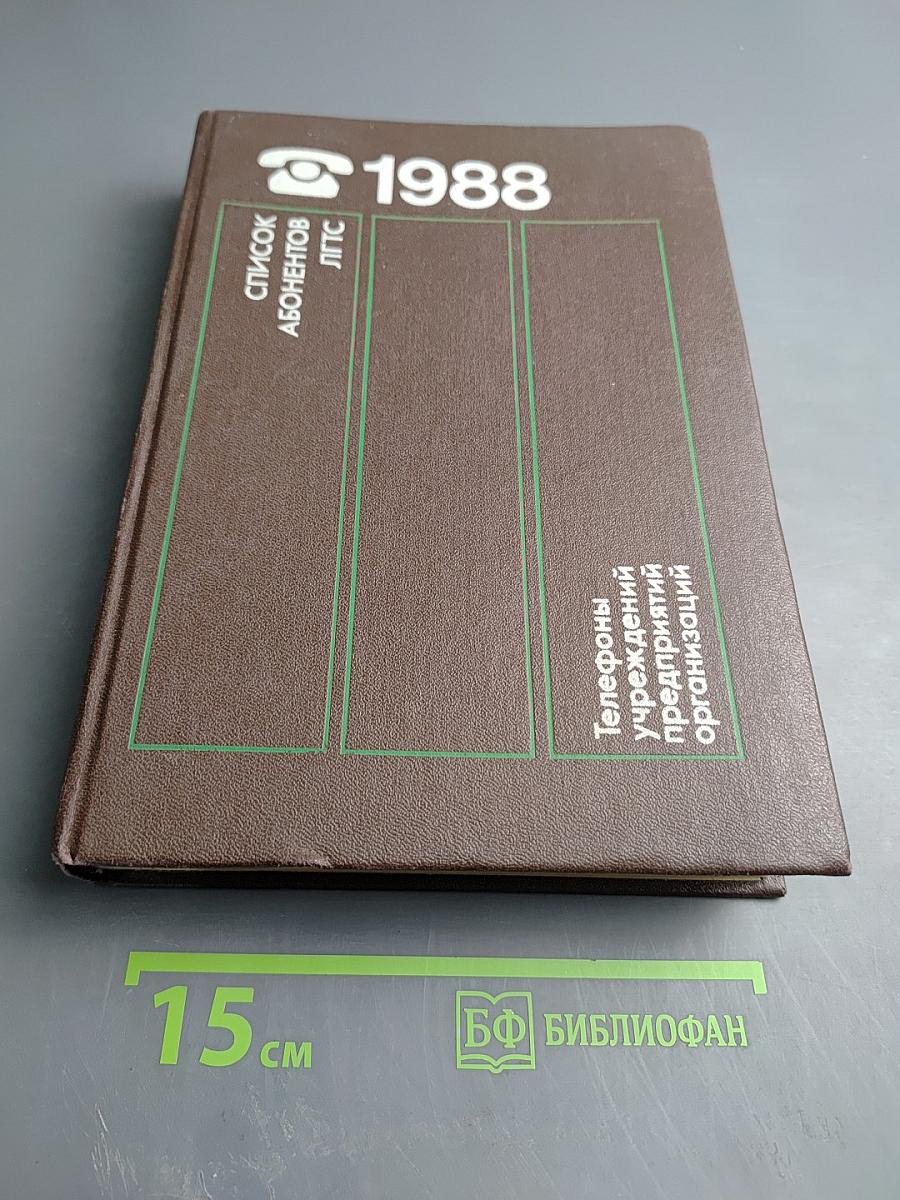 1988
СПИСОК
АБОНЕНТОВ
ЛГТС
Телефоны
учреждений
предприятий
организаций
15 см
БФ БИБЛИОФАН